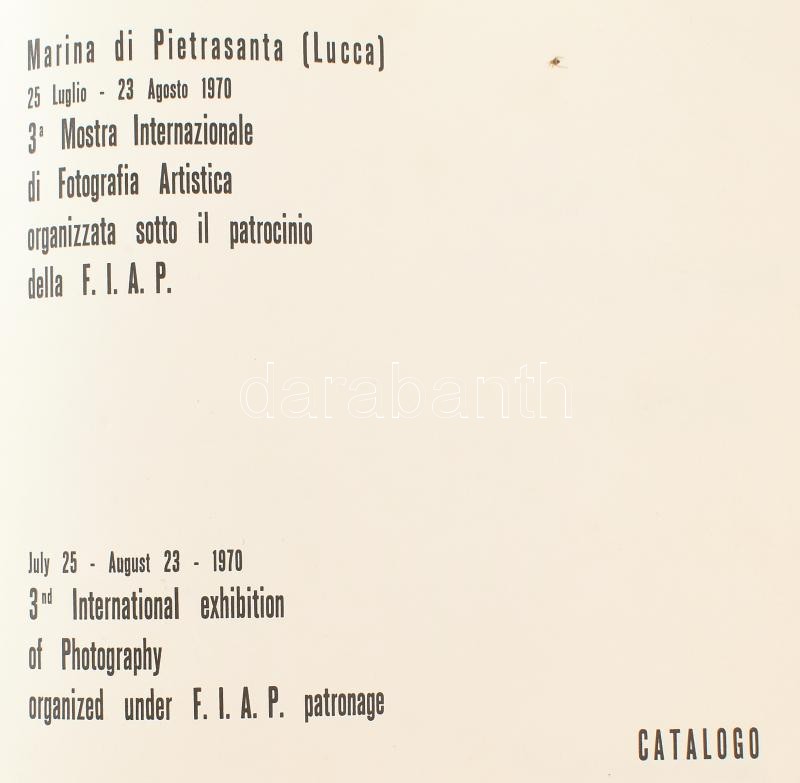 Marina di Pietrasanta (Lucca)
25 Luglio - 23 Agosto 1970
3ª Mostra Internazionale
di Fotografia Artistica
organizzata sotto il patrocinio
della F. I. A. P.
darabanth
July 25 - August 23 - 1970
3nd International exhibition
of Photography
organized under F. I. A. P. patronage
CATALOGO